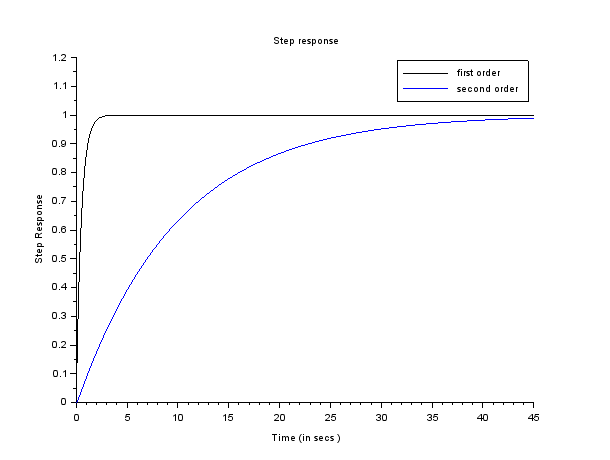 Step response
first order
second order
1.2
1.1
1
0.9
0.8
0.7
0.6
0.5
0.4
0.3
0.2
0.1
0
Step Response
0 5 10 15 20 25 30 35 40 45
Time (in secs )